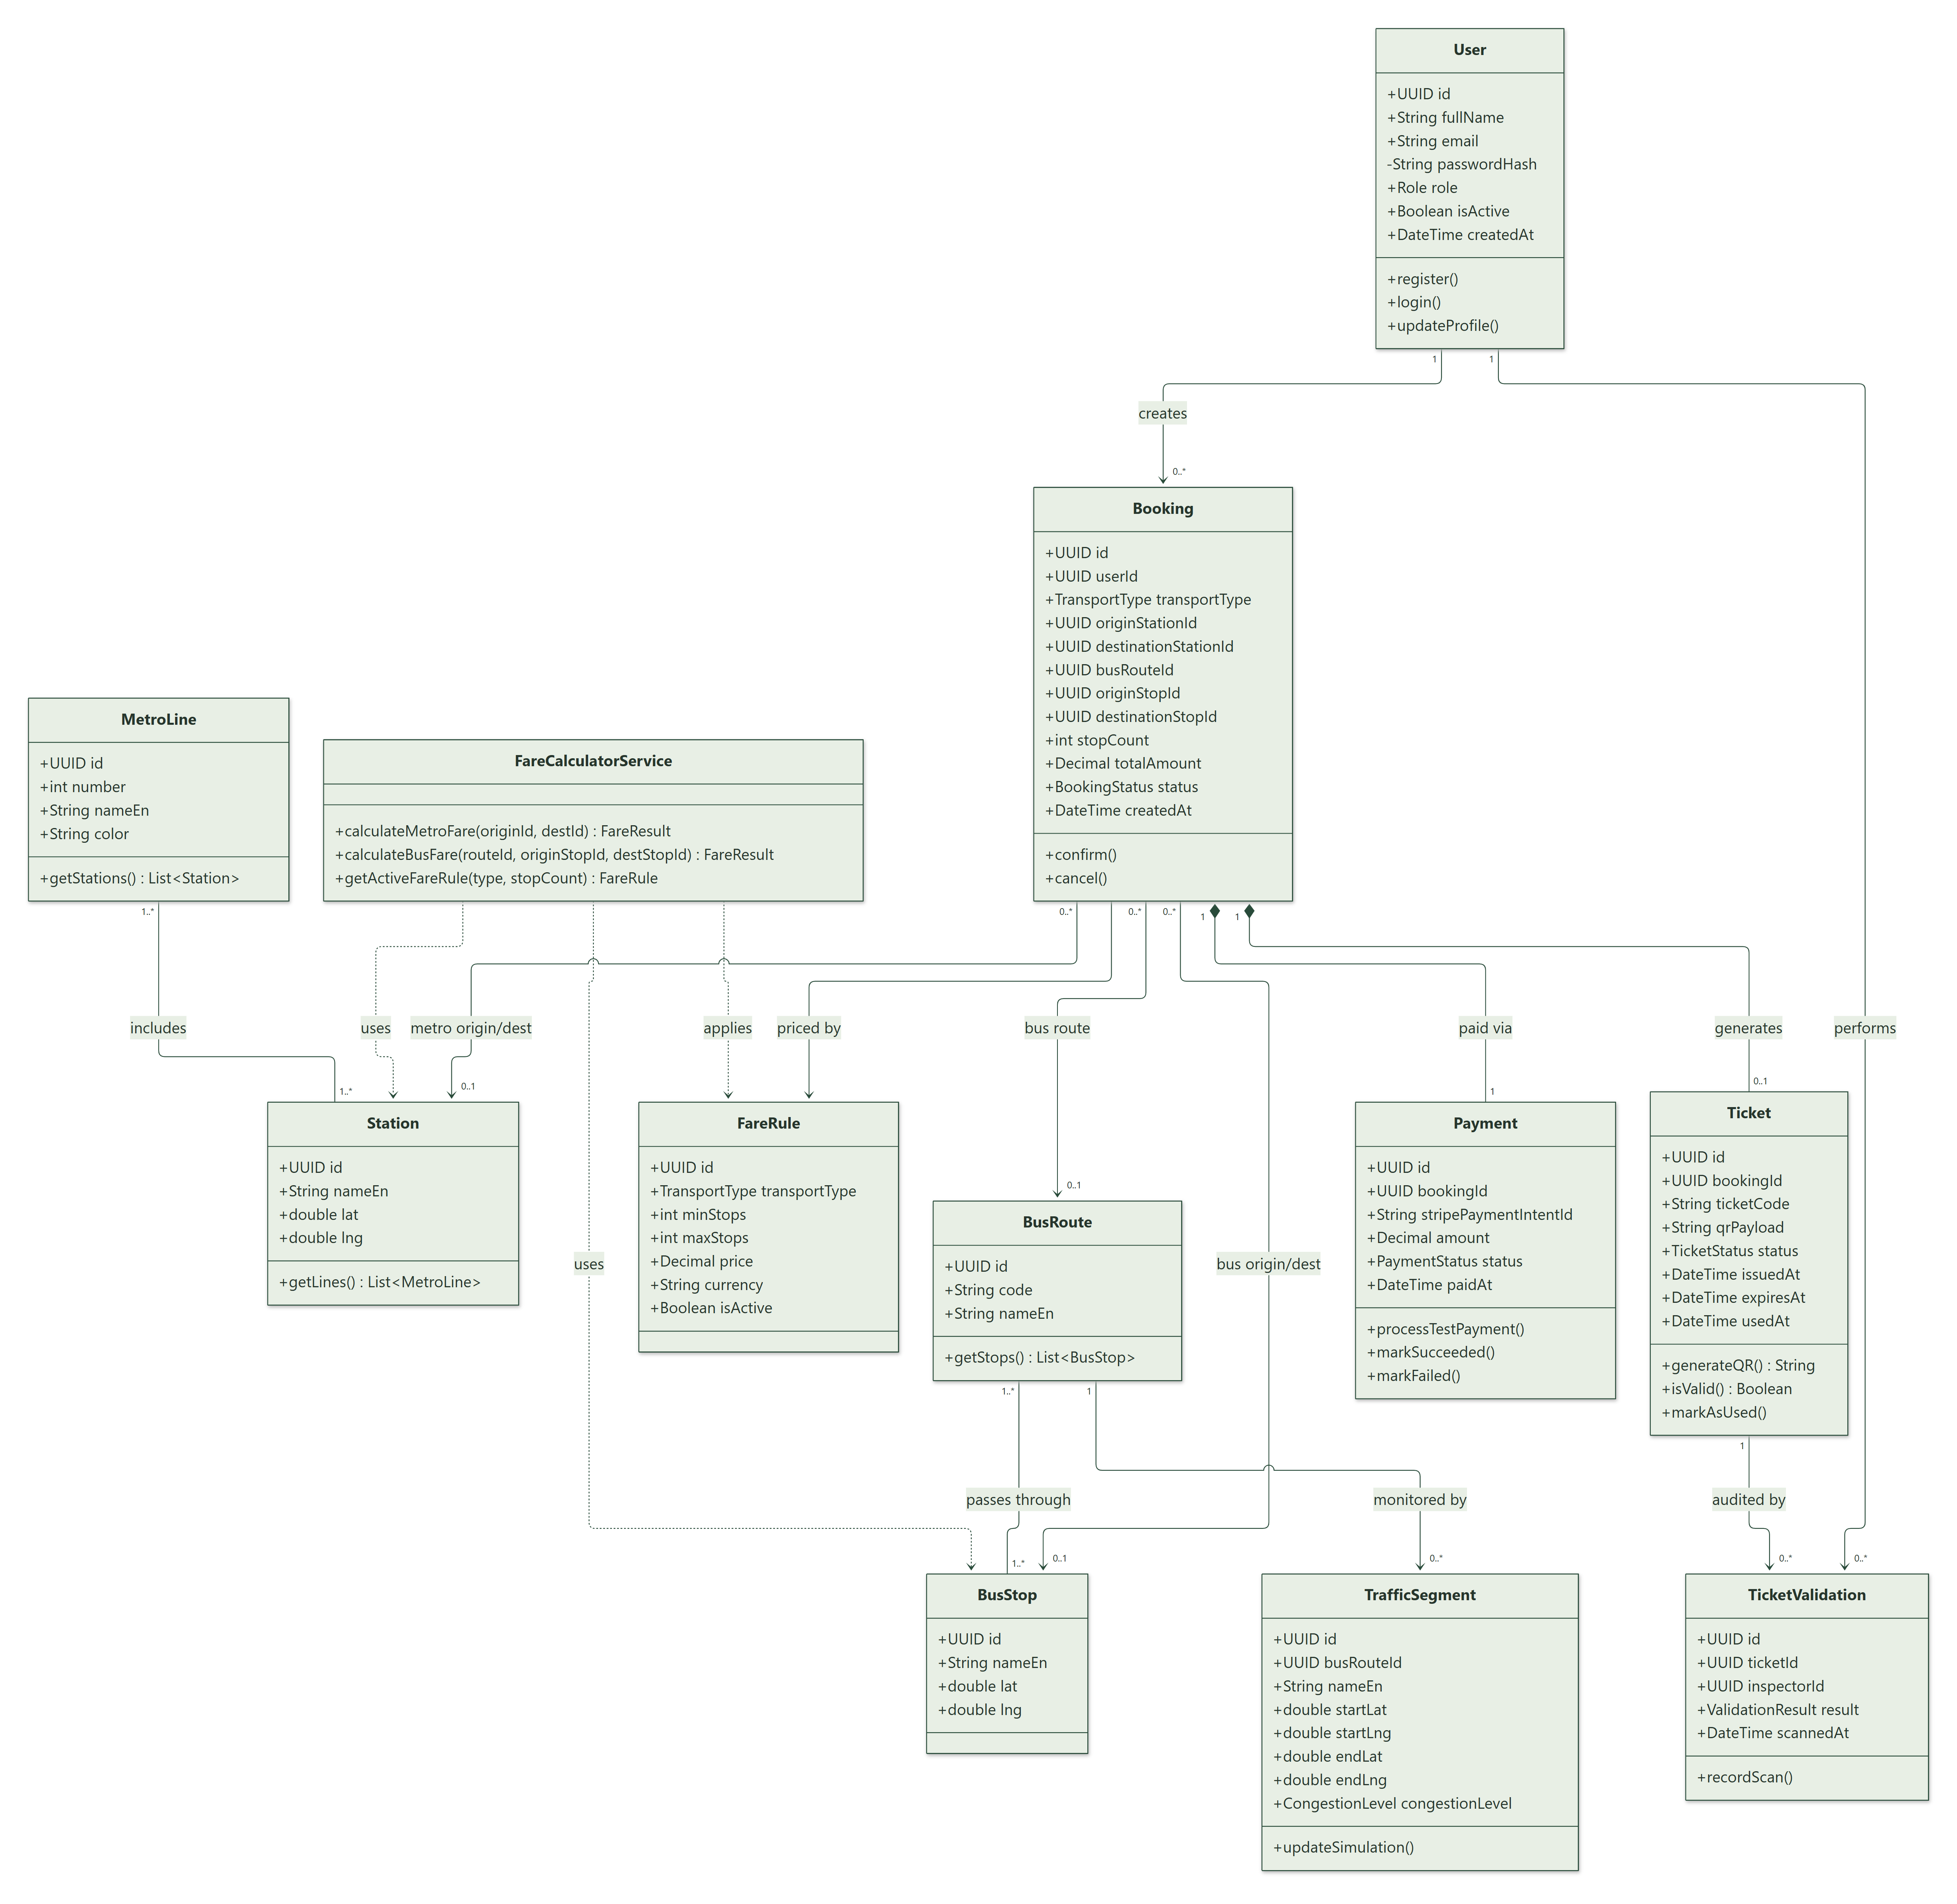 User
+UUID id
+String fullName
+String email
-String passwordHash
+Role role
+Boolean isActive
+DateTime createdAt
+register()
+login()
+updateProfile()
1
1
creates
0..*
Booking
+UUID id
+UUID userId
+TransportType transportType
+UUID originStationId
+UUID destinationStationId
+UUID busRouteId
+UUID originStopId
+UUID destinationStopId
+int stopCount
+Decimal totalAmount
+BookingStatus status
+DateTime createdAt
+confirm()
+cancel()
MetroLine
+UUID id
+int number
+String nameEn
+String color
+getStations() : List<Station>
FareCalculatorService
+calculateMetroFare(originId, destId) : FareResult
+calculateBusFare(routeId, originStopId, destStopId) : FareResult
+getActiveFareRule(type, stopCount) : FareRule
1..*
0..*
0..*
0..*
1
1
includes
uses
metro origin/dest
applies
priced by
bus route
paid via
generates
performs
1..*
0..1
1
0..1
Station
+UUID id
+String nameEn
+double lat
+double lng
+getLines() : List<MetroLine>
FareRule
+UUID id
+TransportType transportType
+int minStops
+int maxStops
+Decimal price
+String currency
+Boolean isActive
0..1
BusRoute
+UUID id
+String code
+String nameEn
+getStops() : List<BusStop>
Payment
+UUID id
+UUID bookingId
+String stripePaymentIntentId
+Decimal amount
+PaymentStatus status
+DateTime paidAt
+processTestPayment()
+markSucceeded()
+markFailed()
Ticket
+UUID id
+UUID bookingId
+String ticketCode
+String qrPayload
+TicketStatus status
+DateTime issuedAt
+DateTime expiresAt
+DateTime usedAt
+generateQR() : String
+isValid() : Boolean
+markAsUsed()
uses
bus origin/dest
1..*
1
1
passes through
monitored by
audited by
1..*
0..1
0..*
0..*
0..*
BusStop
+UUID id
+String nameEn
+double lat
+double lng
TrafficSegment
+UUID id
+UUID busRouteId
+String nameEn
+double startLat
+double startLng
+double endLat
+double endLng
+CongestionLevel congestionLevel
+updateSimulation()
TicketValidation
+UUID id
+UUID ticketId
+UUID inspectorId
+ValidationResult result
+DateTime scannedAt
+recordScan()